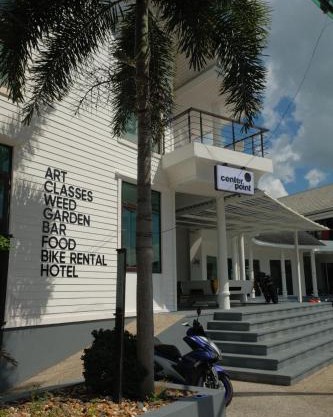 ART
CLASSES
WEED
GARDEN
BAR
FOOD
BIKE RENTAL
HOTEL
center
point